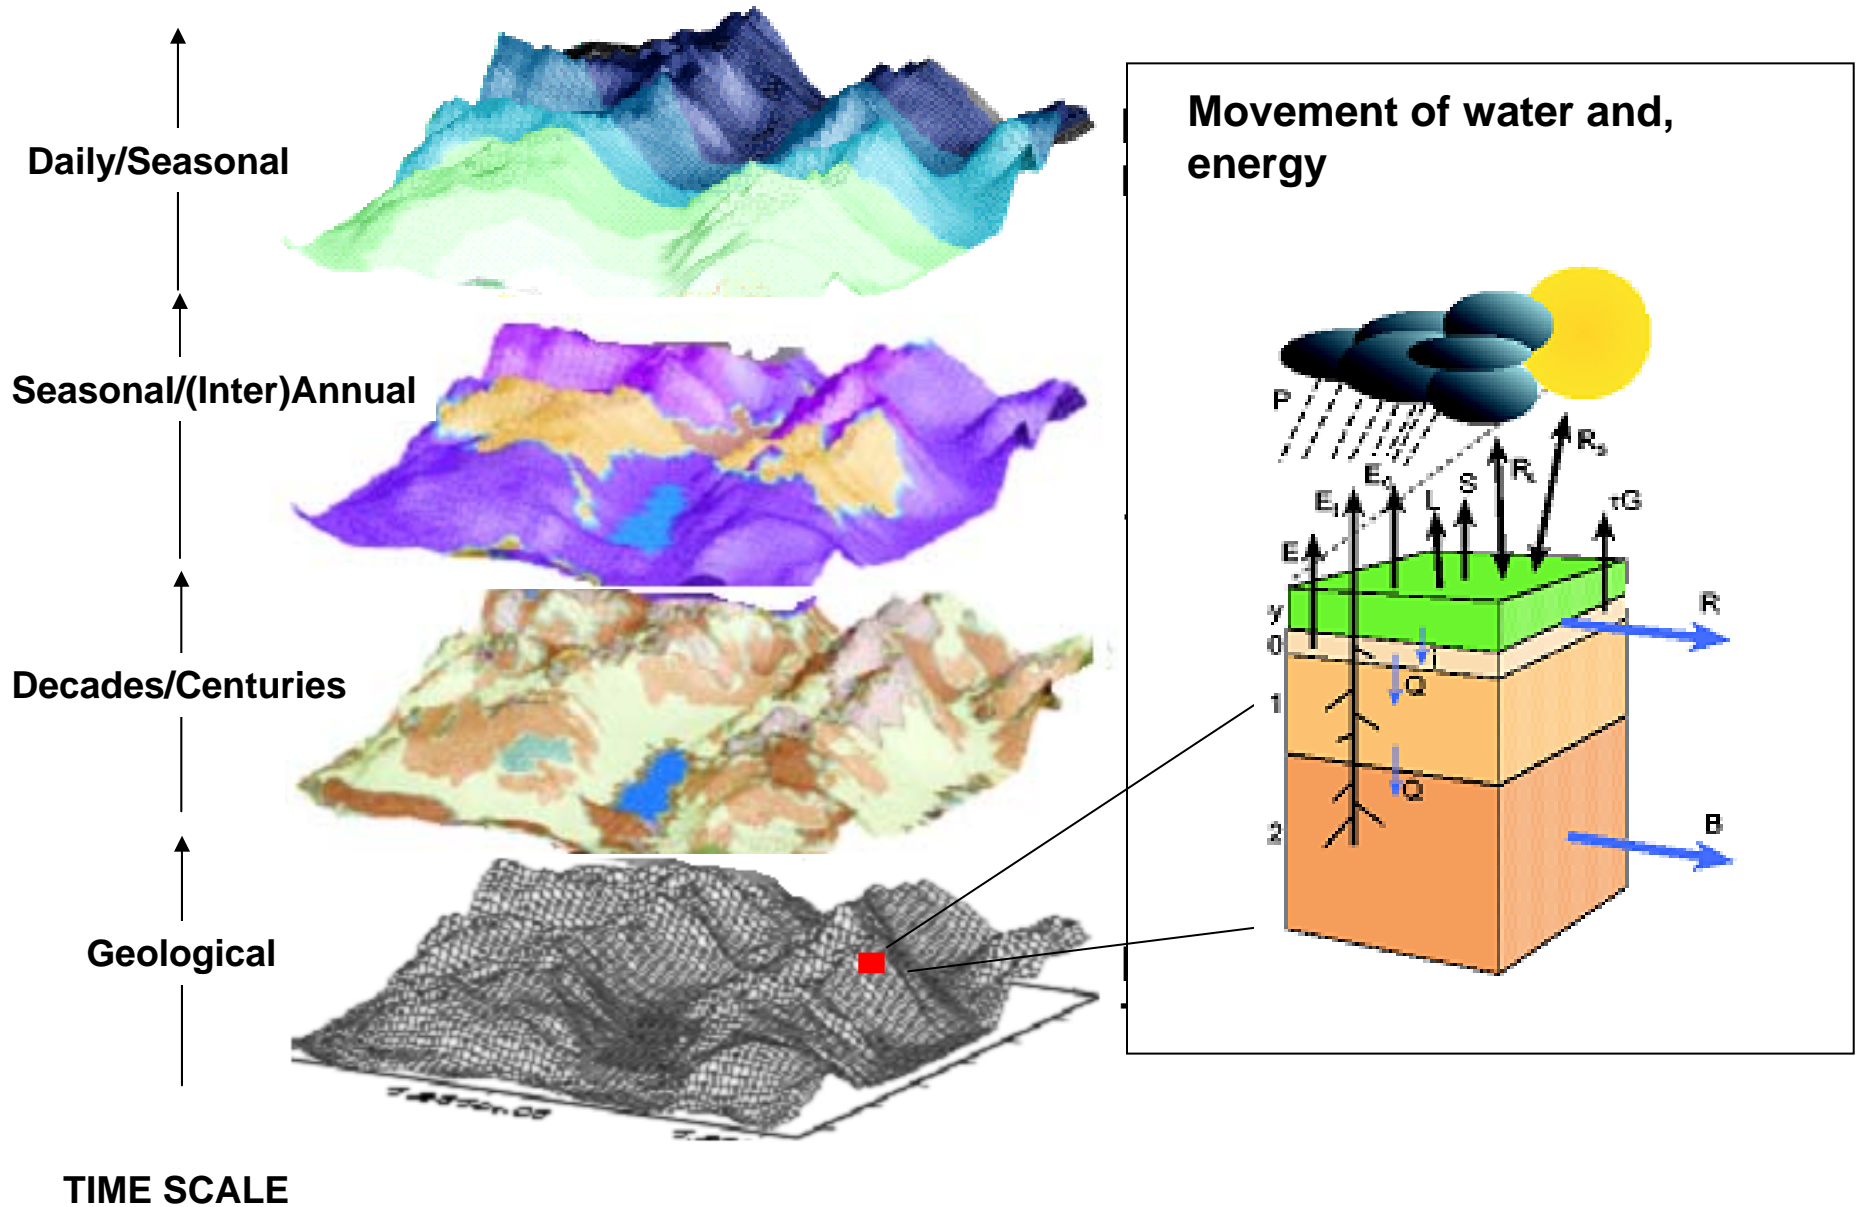 Daily/Seasonal
Seasonal/(Inter)Annual
Decades/Centuries
Geological
TIME SCALE
Movement of water and,
energy
P
R
S
L
E
τG
y
0
1
2
Q
Q
R
B